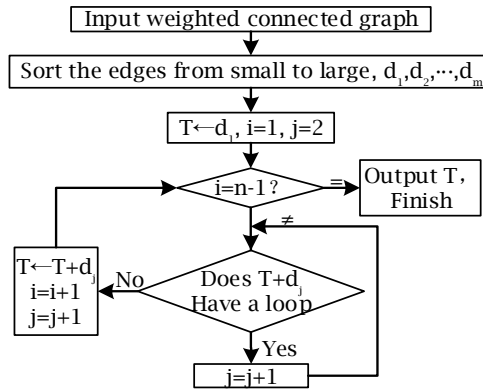 Input weighted connected graph
Sort the edges from small to large, d₁,d₂,···,dₘ
T←d₁, i=1, j=2
i=n-1?
=
Output T,
Finish
≠
T←T+dⱼ
i=i+1
j=j+1
No
Does T+dⱼ
Have a loop
Yes
j=j+1